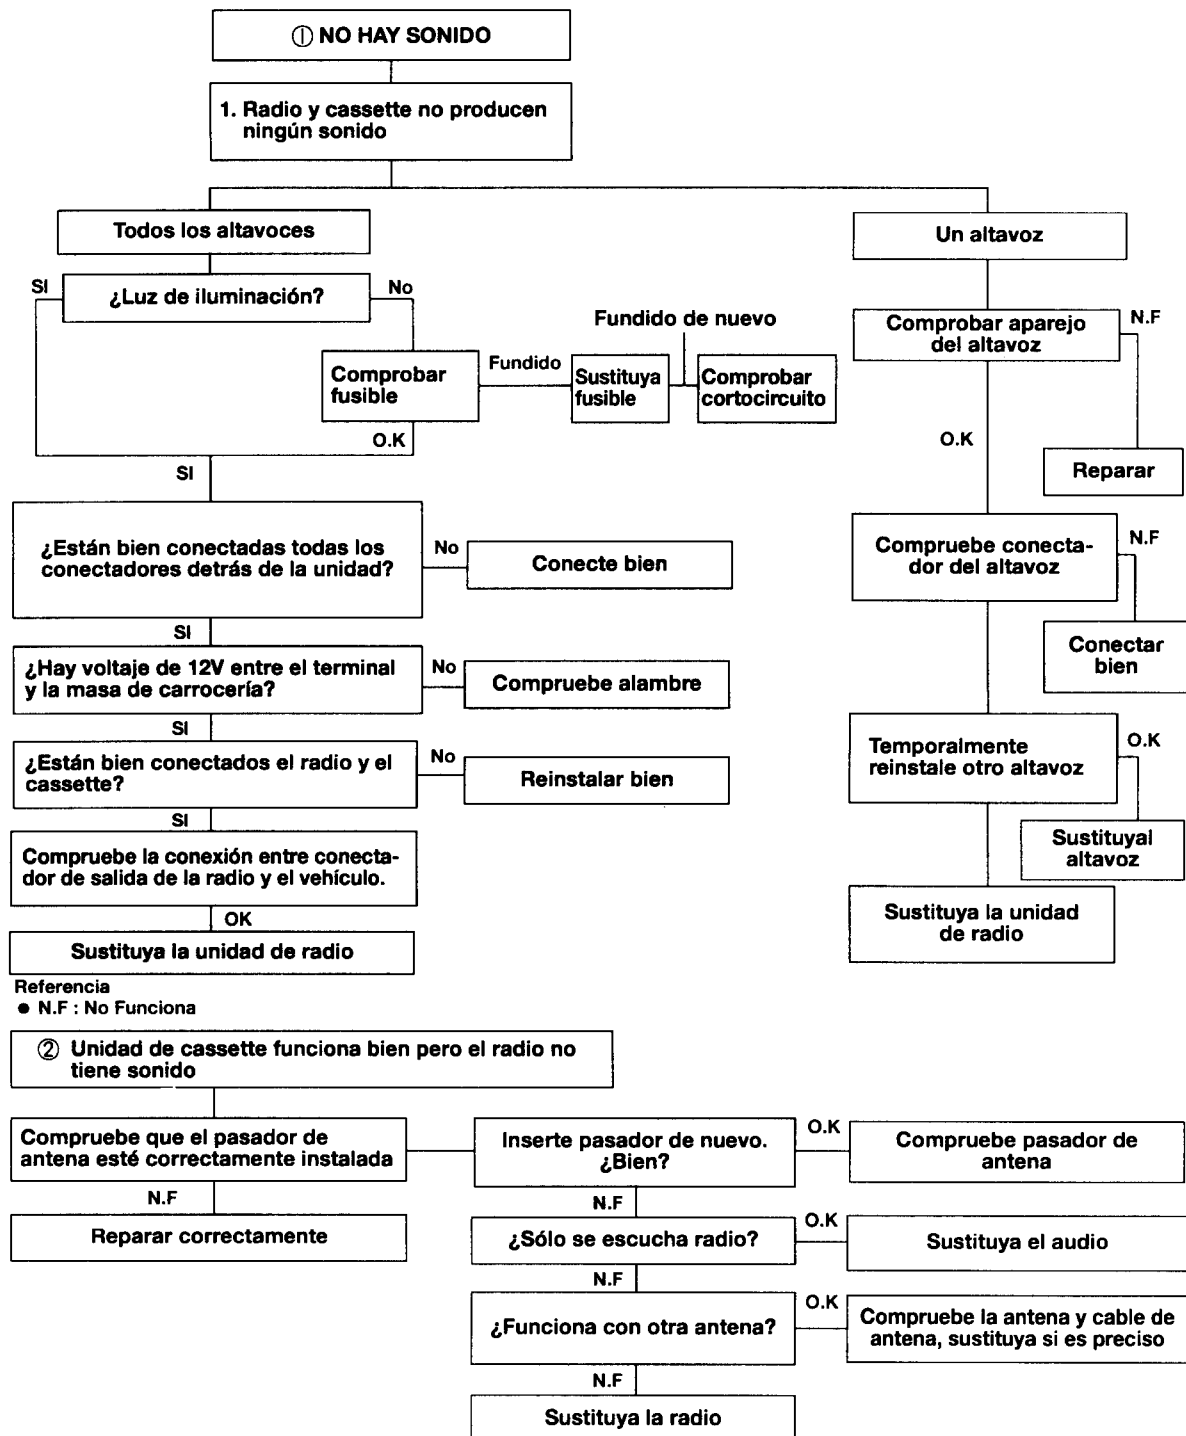 ① NO HAY SONIDO
1. Radio y cassette no producen
ningún sonido
Todos los altavoces
Un altavoz
SI
¿Luz de iluminación?
No
Fundido de nuevo
Comprobar aparejo
del altavoz
N.F
Comprobar
fusible
Fundido
Sustituya
fusible
Comprobar
cortocircuito
O.K
O.K
Reparar
SI
¿Están bien conectadas todas los
conectadores detrás de la unidad?
No
Conecte bien
Compruebe conecta-
dor del altavoz
N.F
SI
Conectar
bien
¿Hay voltaje de 12V entre el terminal
y la masa de carrocería?
No
Compruebe alambre
SI
Temporalmente
reinstale otro altavoz
O.K
¿Están bien conectados el radio y el
cassette?
No
Reinstalar bien
SI
Sustituyal
altavoz
Compruebe la conexión entre conecta-
dor de salida de la radio y el vehículo.
OK
Sustituya la unidad
de radio
Sustituya la unidad de radio
Referencia
● N.F : No Funciona
② Unidad de cassette funciona bien pero el radio no
tiene sonido
Compruebe que el pasador de
antena esté correctamente instalada
Inserte pasador de nuevo.
¿Bien?
O.K
Compruebe pasador de
antena
N.F
N.F
Reparar correctamente
¿Sólo se escucha radio?
O.K
Sustituya el audio
N.F
¿Funciona con otra antena?
O.K
Compruebe la antena y cable de
antena, sustituya si es preciso
N.F
Sustituya la radio